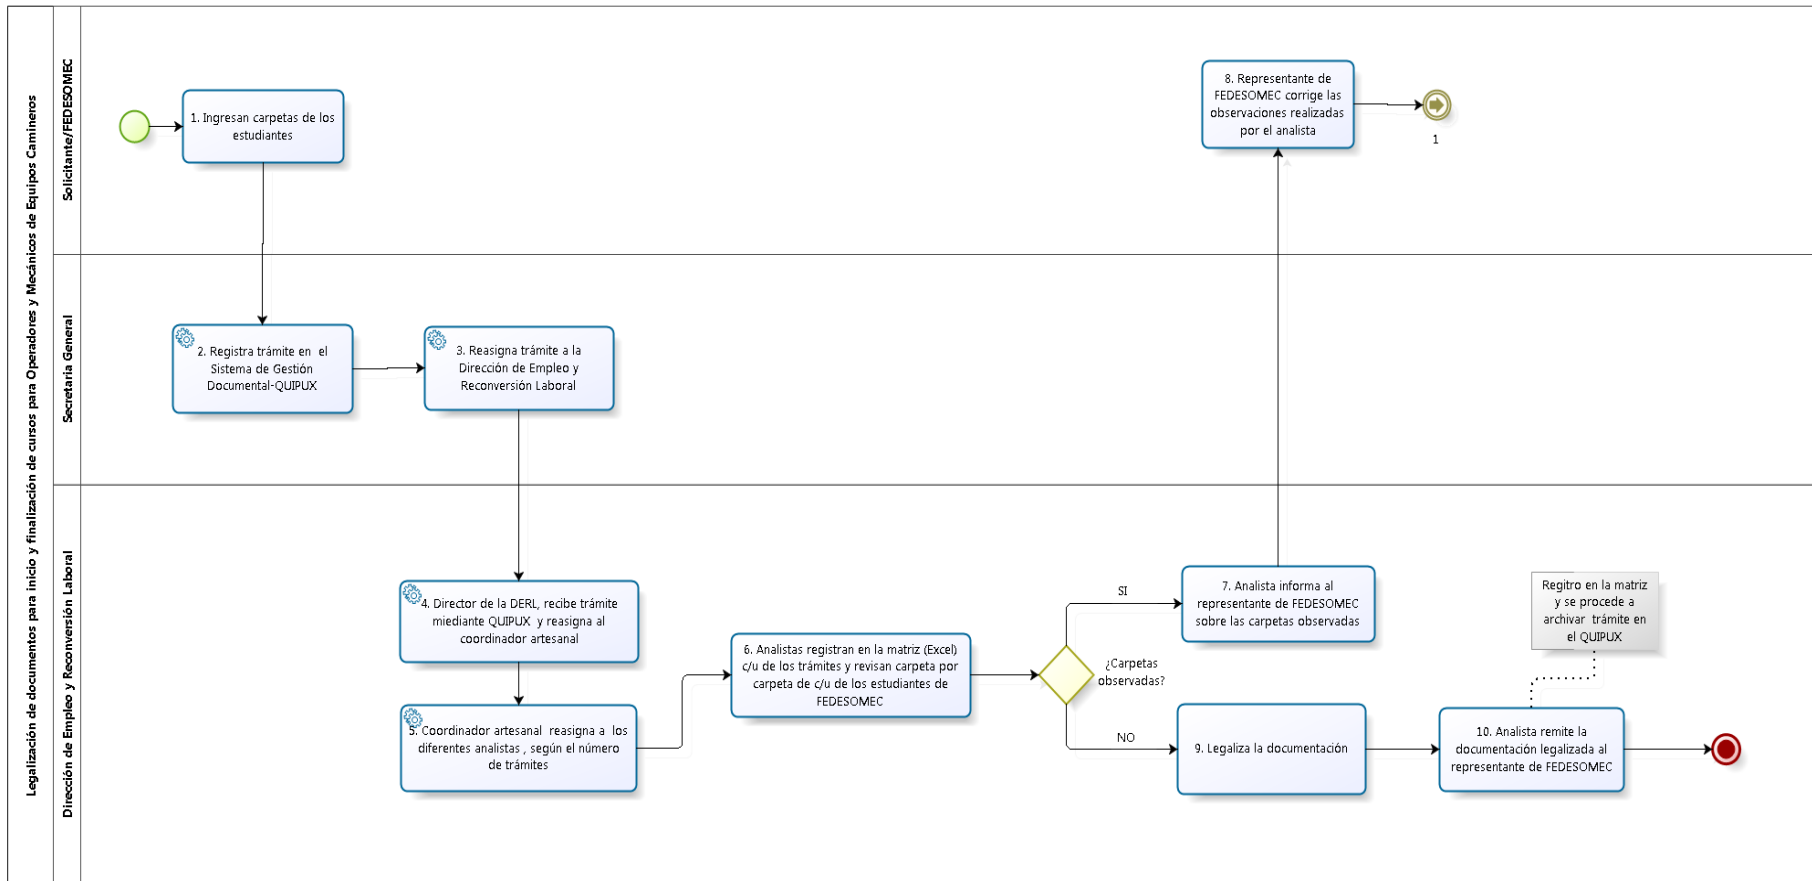 Legalización de documentos para inicio y finalización de cursos para Operadores y Mecánicos de Equipos Camineros
Solicitante/FEDESOMEC
1. Ingresan carpetas de los
estudiantes
8. Representante de
FEDESOMEC corrige las
observaciones realizadas
por el analista
1
Secretaria General
2. Registra trámite en el
Sistema de Gestión
Documental-QUIPUX
3. Reasigna trámite a la
Dirección de Empleo y
Reconversión Laboral
Dirección de Empleo y Reconversión Laboral
4. Director de la DERL, recibe trámite
miediante QUIPUX y reasigna al
coordinador artesanal
5. Coordinador artesanal reasigna a los
diferentes analistas , según el número
de trámites
6. Analistas registran en la matriz (Excel)
c/u de los trámites y revisan carpeta por
carpeta de c/u de los estudiantes de
FEDESOMEC
¿Carpetas
observadas?
SI
7. Analista informa al
representante de FEDESOMEC
sobre las carpetas observadas
NO
9. Legaliza la documentación
10. Analista remite la
documentación legalizada al
representante de FEDESOMEC
Regitro en la matriz
y se procede a
archivar trámite en
el QUIPUX